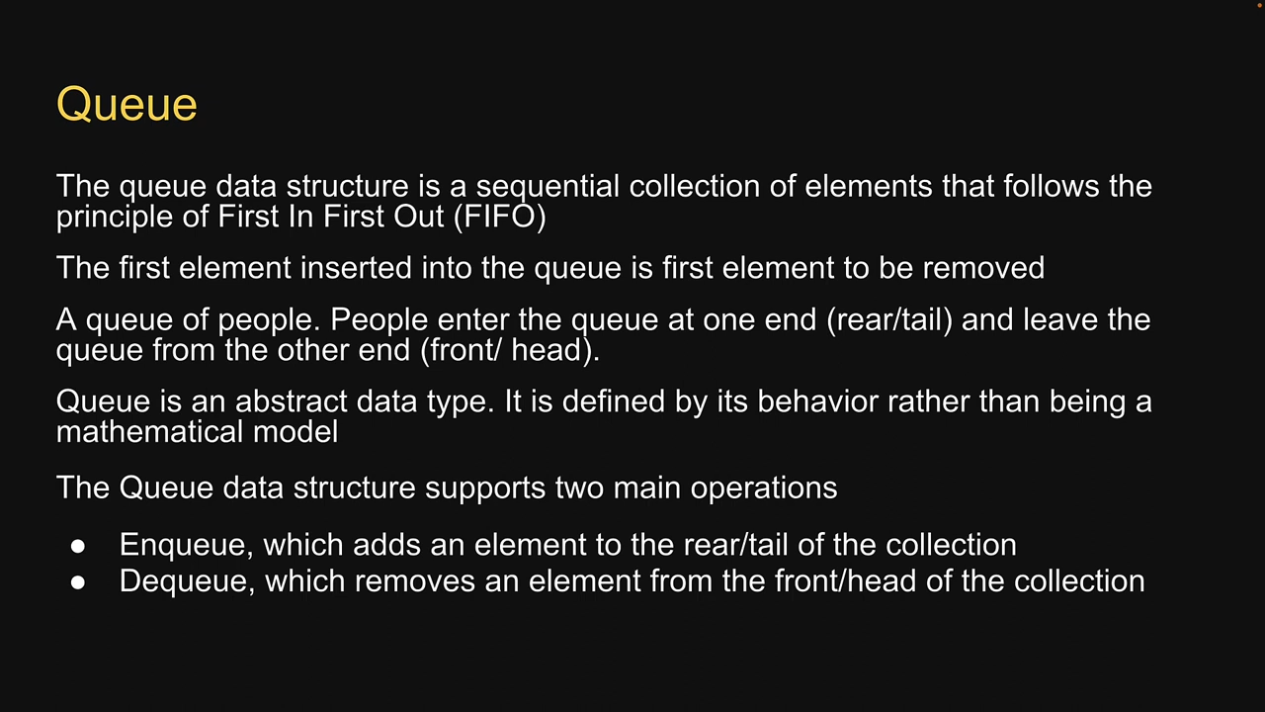 Queue
The queue data structure is a sequential collection of elements that follows the
principle of First In First Out (FIFO)
The first element inserted into the queue is first element to be removed
A queue of people. People enter the queue at one end (rear/tail) and leave the
queue from the other end (front/ head).
Queue is an abstract data type. It is defined by its behavior rather than being a
mathematical model
The Queue data structure supports two main operations
● Enqueue, which adds an element to the rear/tail of the collection
● Dequeue, which removes an element from the front/head of the collection